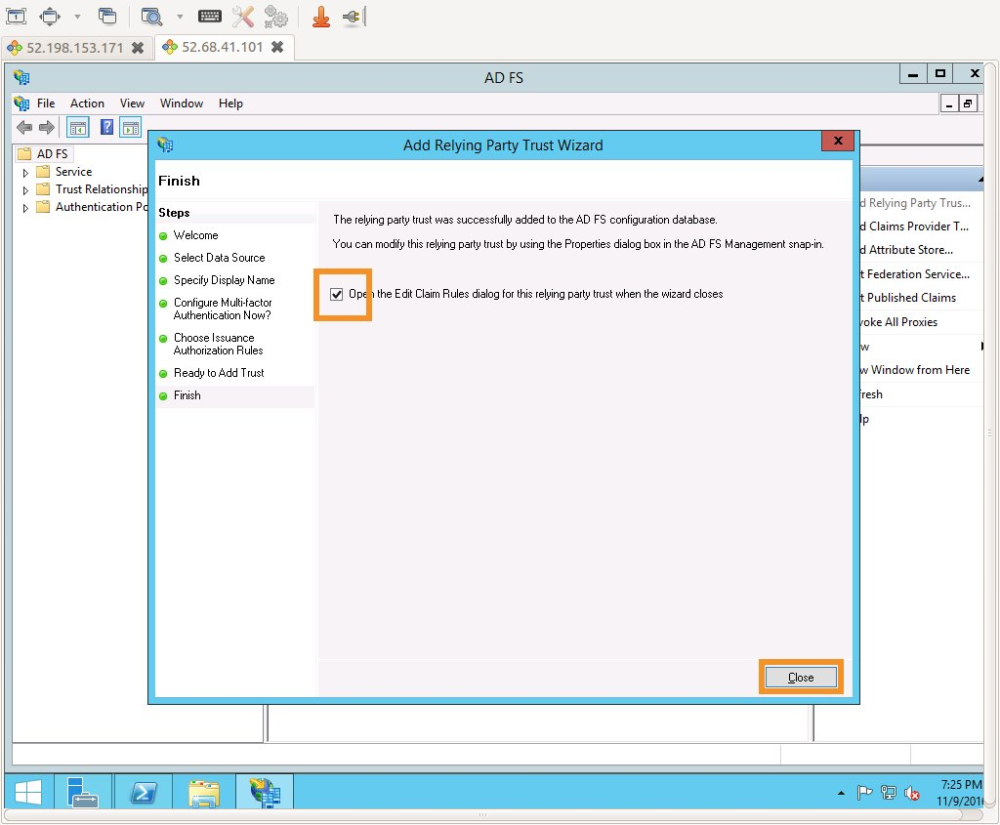 52.198.153.171
52.68.41.101
AD FS
File Action View Window Help
AD FS
Service
Trust Relationship
Authentication Po
Add Relying Party Trust Wizard
Finish
Steps
Welcome
Select Data Source
Specify Display Name
Configure Multi-factor
Authentication Now?
Choose Issuance
Authorization Rules
Ready to Add Trust
Finish
The relying party trust was successfully added to the AD FS configuration database.
You can modify this relying party trust by using the Properties dialog box in the AD FS Management snap-in.
Open the Edit Claim Rules dialog for this relying party trust when the wizard closes
Close
d Relying Party Trus...
d Claims Provider T...
d Attribute Store...
t Federation Service...
t Published Claims
oke All Proxies
w
w Window from Here
resh
lp
7:25 PM
11/9/201